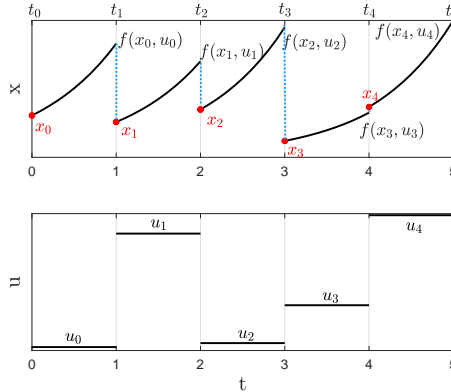 t₀ t₁ t₂ t₃ t₄
f(x₀, u₀) f(x₁, u₁) f(x₂, u₂) f(x₄, u₄)
x
x₀ x₁ x₂ x₃ x₄
f(x₃, u₃)
0 1 2 3 4 5
u
u₀ u₁ u₂ u₃ u₄
0 1 2 3 4 5
t